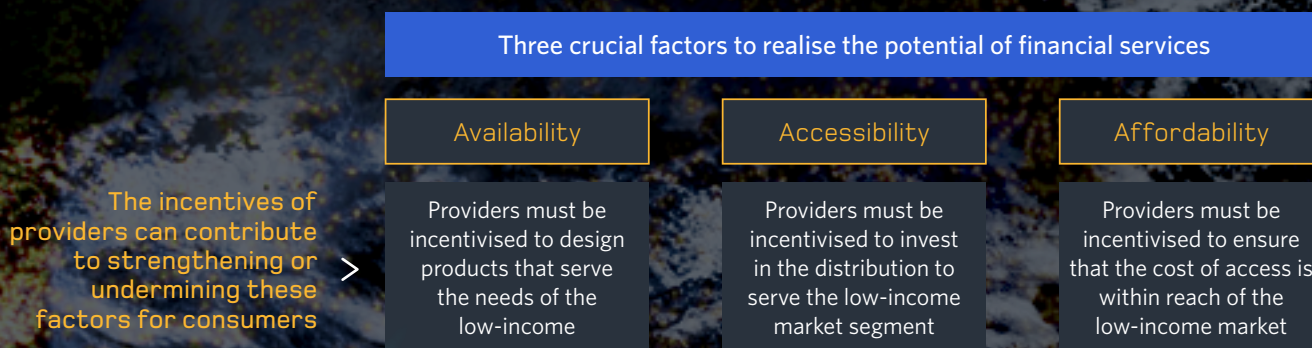 Three crucial factors to realise the potential of financial services
Availability
Accessibility
Affordability
The incentives of
providers can contribute
to strengthening or
undermining these
factors for consumers
>
Providers must be
incentivised to design
products that serve
the needs of the
low-income
Providers must be
incentivised to invest
in the distribution to
serve the low-income
market segment
Providers must be
incentivised to ensure
that the cost of access is
within reach of the
low-income market